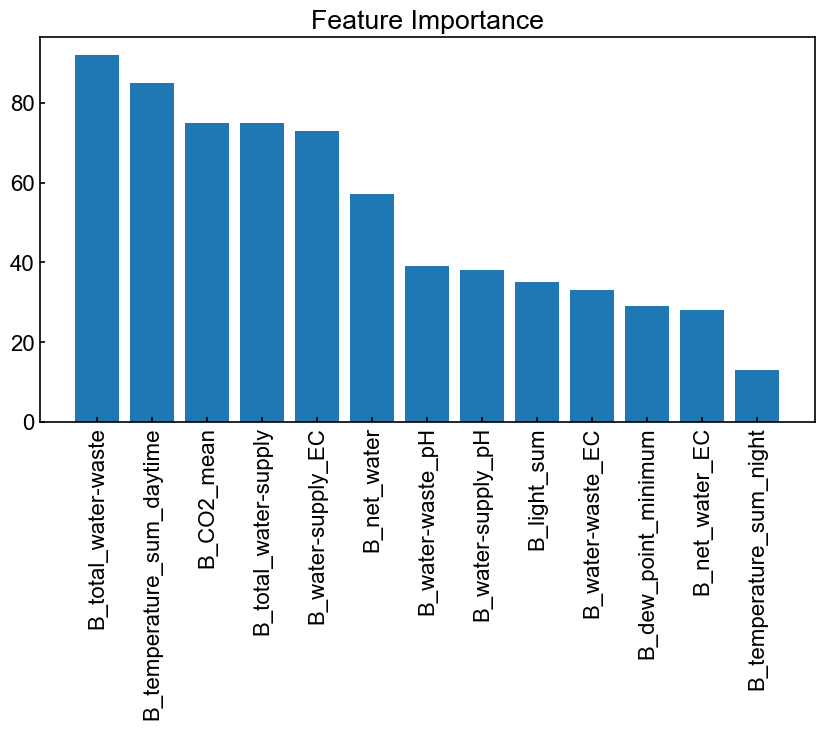 Feature Importance
80
60
40
20
0
B_total_water-waste
B_temperature_sum_daytime
B_CO2_mean
B_total_water-supply
B_water-supply_EC
B_net_water
B_water-waste_pH
B_water-supply_pH
B_light_sum
B_water-waste_EC
B_dew_point_minimum
B_net_water_EC
B_temperature_sum_night